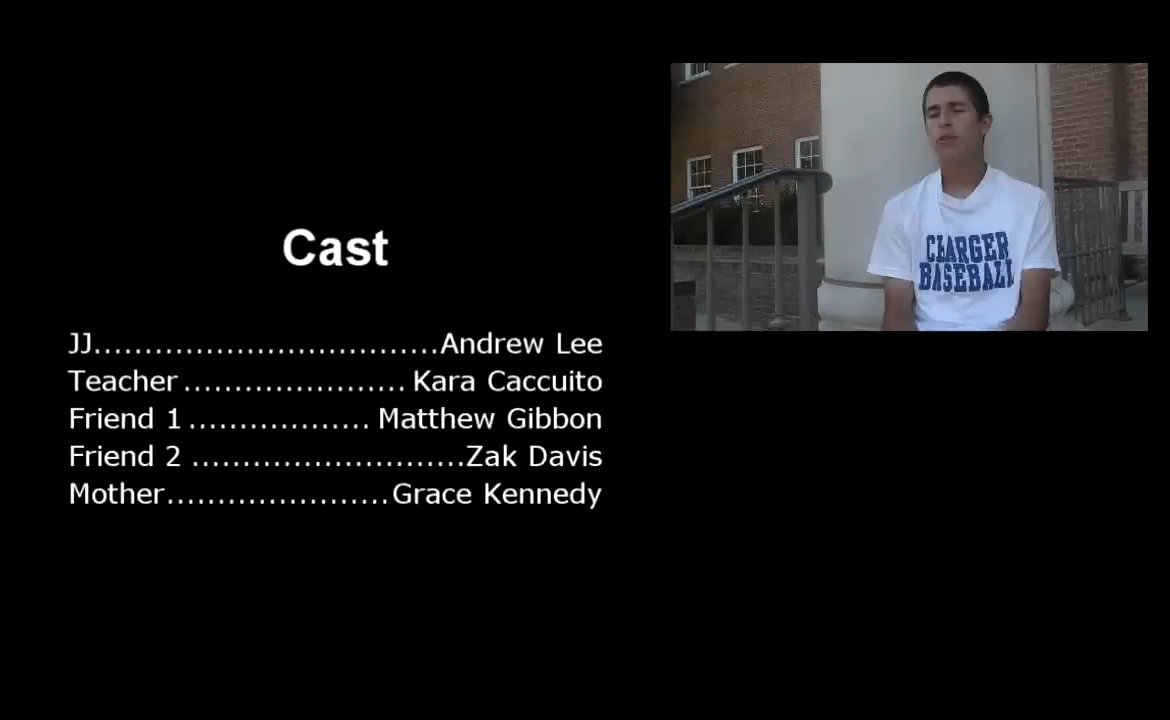 Cast
JJ..................................Andrew Lee
Teacher...................... Kara Caccuito
Friend 1.................. Matthew Gibbon
Friend 2 ...........................Zak Davis
Mother......................Grace Kennedy
CHARGER
BASEBALL